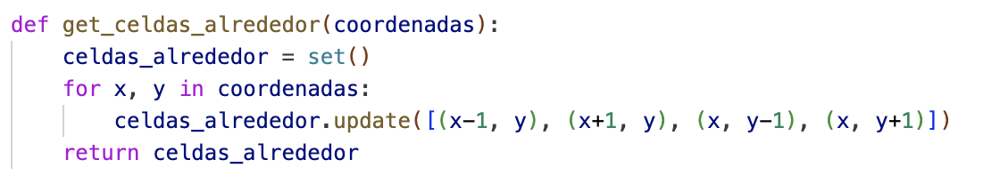 def get_celdas_alrededor(coordenadas):
    celdas_alrededor = set()
    for x, y in coordenadas:
        celdas_alrededor.update([(x-1, y), (x+1, y), (x, y-1), (x, y+1)])
    return celdas_alrededor